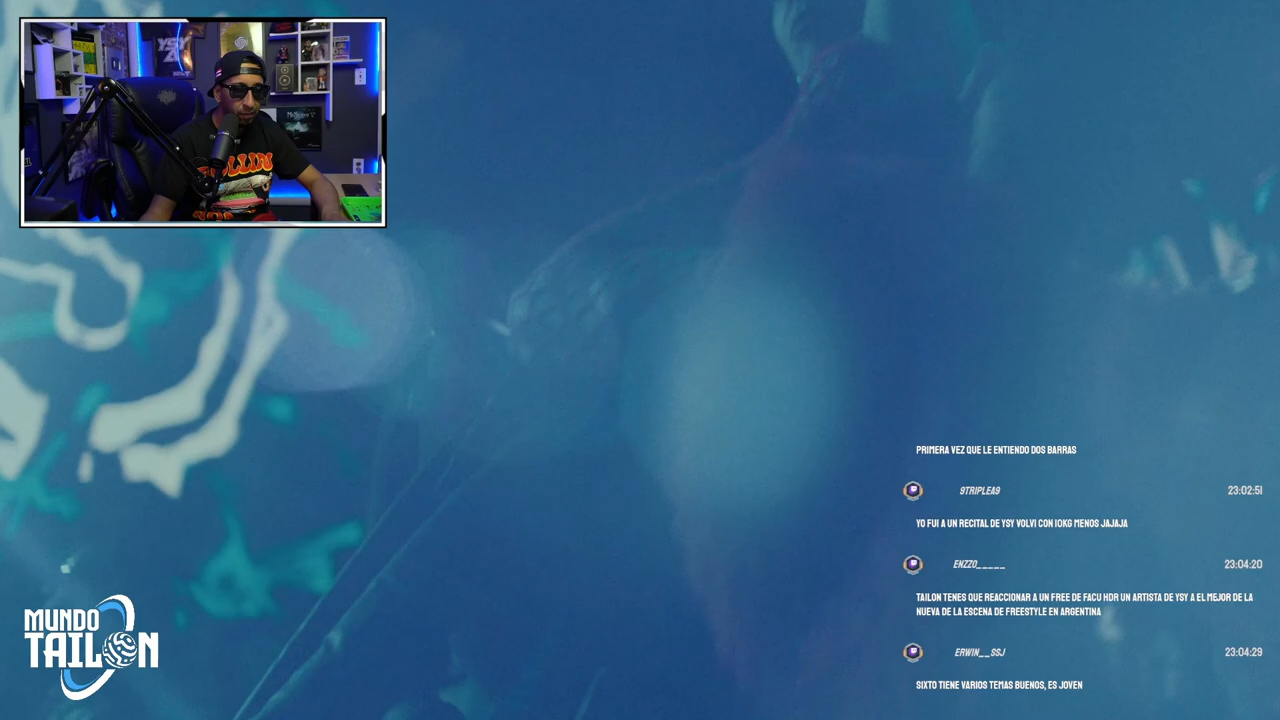 YSY
A
ROLLIN
PRIMERA VEZ QUE LE ENTIENDO DOS BARRAS
9TRIPLEA9
23:02:51
YO FUI A UN RECITAL DE YSY VOLVI CON 10KG MENOS JAJAJA
ENZZO_____
23:04:20
TAILON TENES QUE REACCIONAR A UN FREE DE FACU HDR UN ARTISTA DE YSY A EL MEJOR DE LA
NUEVA DE LA ESCENA DE FREESTYLE EN ARGENTINA
ERWIN__SSJ
23:04:29
SIXTO TIENE VARIOS TEMAS BUENOS, ES JOVEN
MUNDO
TAILON